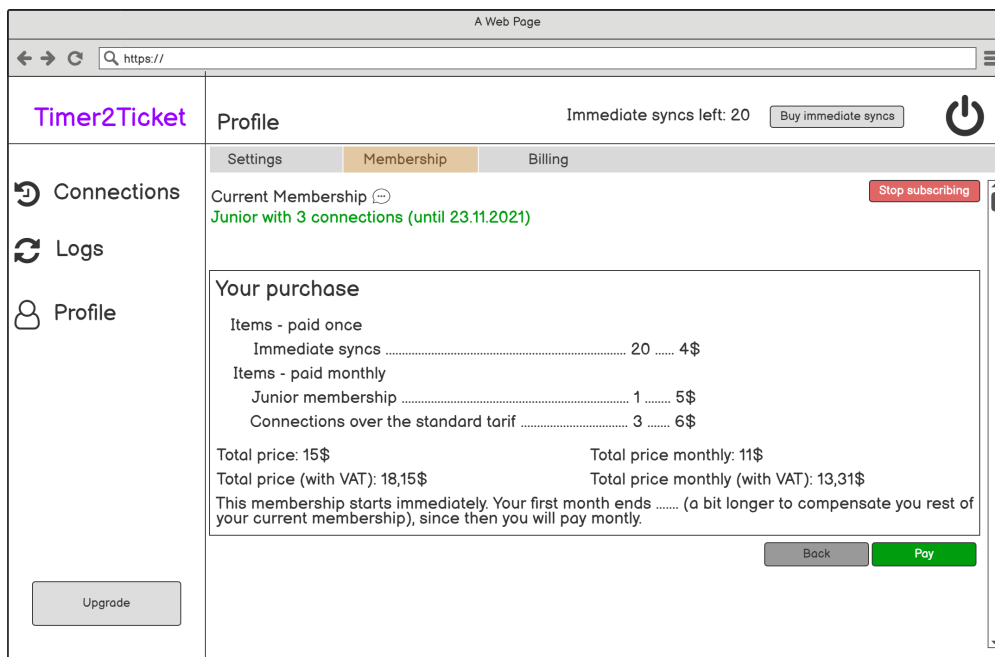 A Web Page
https://
Timer2Ticket
Profile
Immediate syncs left: 20
Buy immediate syncs
Settings
Membership
Billing
Connections
Logs
Profile
Upgrade
Current Membership
Stop subscribing
Junior with 3 connections (until 23.11.2021)
Your purchase
Items - paid once
Immediate syncs ........................................................................ 20 ...... 4$
Items - paid monthly
Junior membership .................................................................... 1 ........ 5$
Connections over the standard tarif ................................ 3 ....... 6$
Total price: 15$
Total price monthly: 11$
Total price (with VAT): 18,15$
Total price monthly (with VAT): 13,31$
This membership starts immediately. Your first month ends ....... (a bit longer to compensate you rest of
your current membership), since then you will pay montly.
Back
Pay